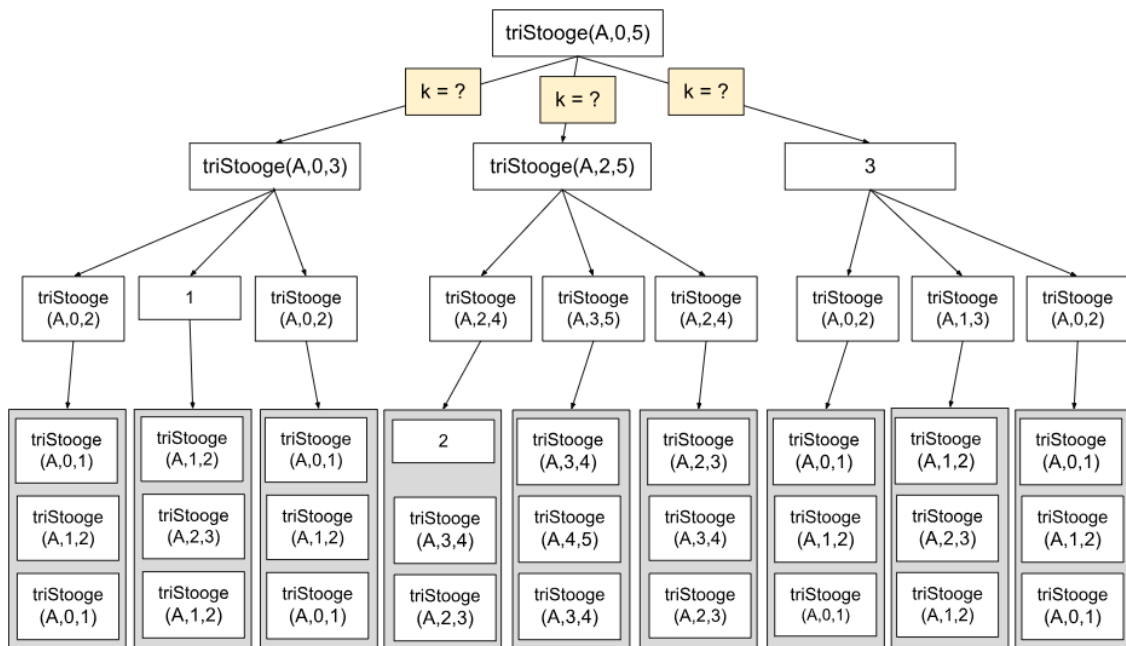 triStooge(A,0,5)
k = ?
k = ?
k = ?
triStooge(A,0,3)
triStooge(A,2,5)
3
triStooge
(A,0,2)
1
triStooge
(A,0,2)
triStooge
(A,2,4)
triStooge
(A,3,5)
triStooge
(A,2,4)
triStooge
(A,0,2)
triStooge
(A,1,3)
triStooge
(A,0,2)
triStooge
(A,0,1)
triStooge
(A,1,2)
triStooge
(A,0,1)
2
triStooge
(A,3,4)
triStooge
(A,2,3)
triStooge
(A,0,1)
triStooge
(A,1,2)
triStooge
(A,0,1)
triStooge
(A,1,2)
triStooge
(A,2,3)
triStooge
(A,1,2)
triStooge
(A,3,4)
triStooge
(A,4,5)
triStooge
(A,3,4)
triStooge
(A,1,2)
triStooge
(A,2,3)
triStooge
(A,1,2)
triStooge
(A,0,1)
triStooge
(A,1,2)
triStooge
(A,0,1)
triStooge
(A,2,3)
triStooge
(A,3,4)
triStooge
(A,2,3)
triStooge
(A,0,1)
triStooge
(A,1,2)
triStooge
(A,0,1)